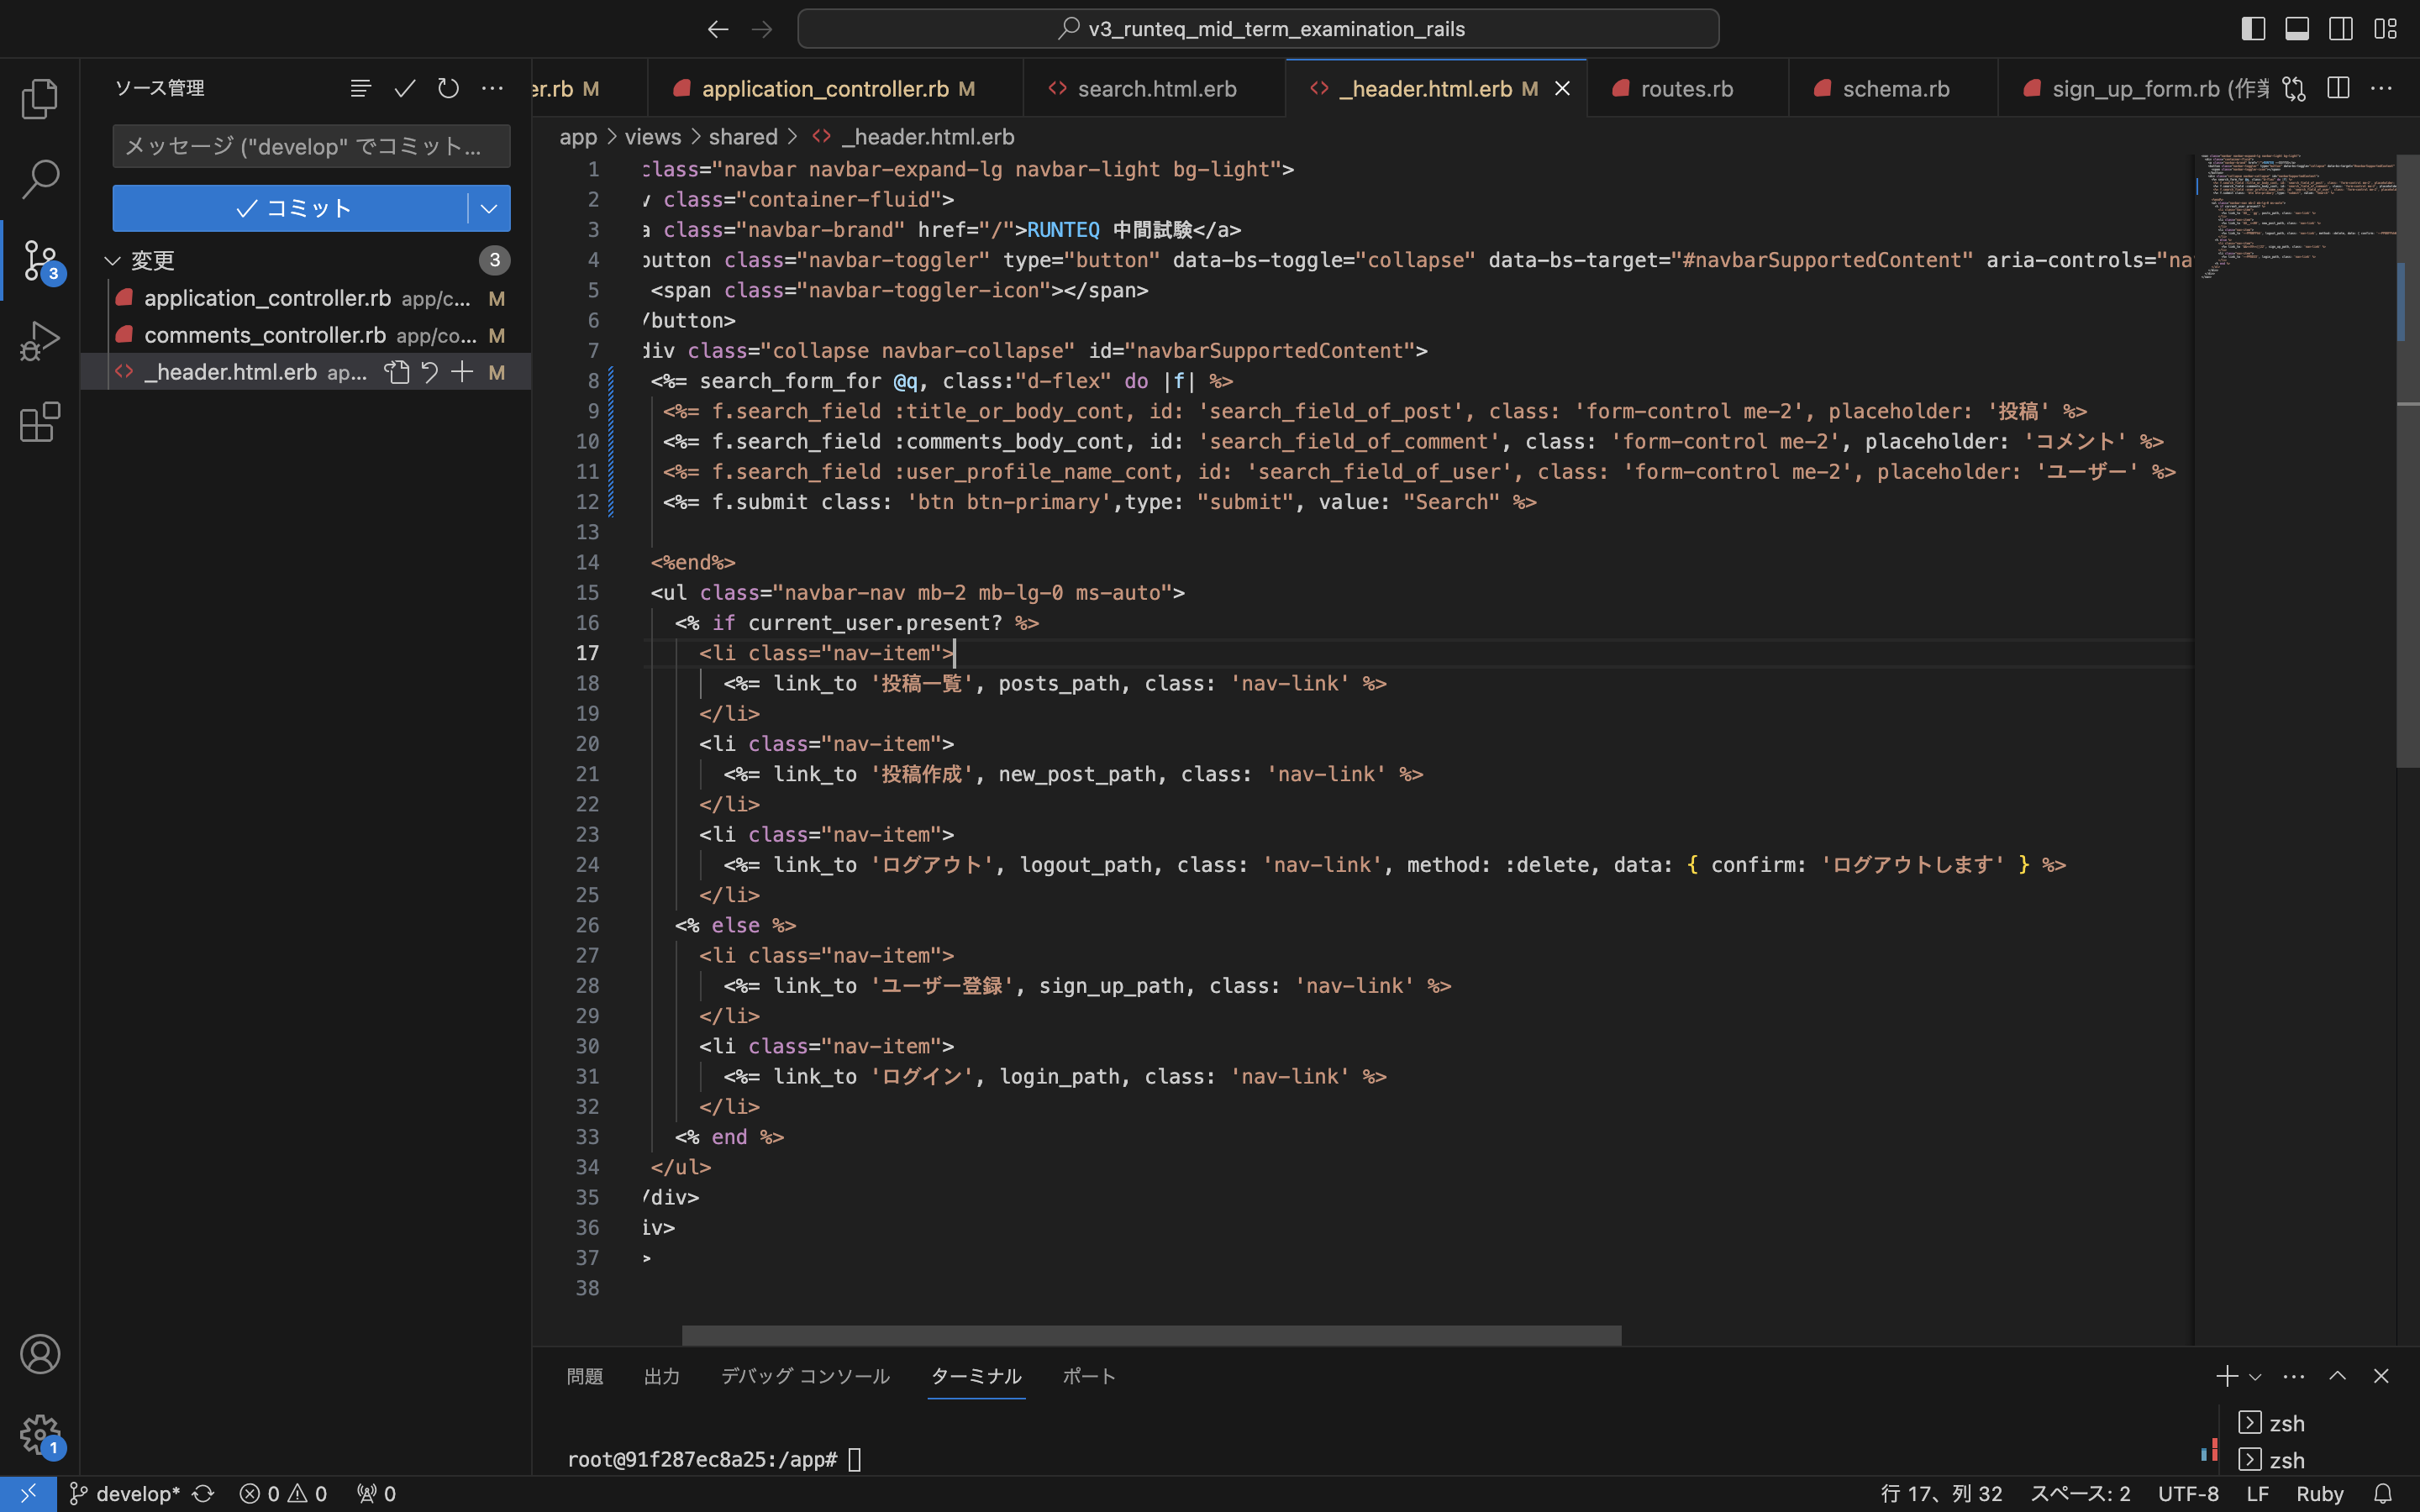 v3_runteq_mid_term_examination_rails
ソース管理
er.rb M
application_controller.rb M
search.html.erb
_header.html.erb M
routes.rb
schema.rb
sign_up_form.rb (作業
メッセージ ("develop" でコミット...
コミット
変更
3
application_controller.rb app/c... M
comments_controller.rb app/co... M
_header.html.erb ap... M
3
1
app > views > shared > _header.html.erb
1 class="navbar navbar-expand-lg navbar-light bg-light">
2 v class="container-fluid">
3 a class="navbar-brand" href="/">RUNTEQ 中間試験</a>
4 button class="navbar-toggler" type="button" data-bs-toggle="collapse" data-bs-target="#navbarSupportedContent" aria-controls="na
5 <span class="navbar-toggler-icon"></span>
6 /button>
7 div class="collapse navbar-collapse" id="navbarSupportedContent">
8 <%= search_form_for @q, class:"d-flex" do |f| %>
9 <%= f.search_field :title_or_body_cont, id: 'search_field_of_post', class: 'form-control me-2', placeholder: '投稿' %>
10 <%= f.search_field :comments_body_cont, id: 'search_field_of_comment', class: 'form-control me-2', placeholder: 'コメント' %>
11 <%= f.search_field :user_profile_name_cont, id: 'search_field_of_user', class: 'form-control me-2', placeholder: 'ユーザー' %>
12 <%= f.submit class: 'btn btn-primary',type: "submit", value: "Search" %>
13
14 <%end%>
15 <ul class="navbar-nav mb-2 mb-lg-0 ms-auto">
16 <% if current_user.present? %>
17 <li class="nav-item">
18 <%= link_to '投稿一覧', posts_path, class: 'nav-link' %>
19 </li>
20 <li class="nav-item">
21 <%= link_to '投稿作成', new_post_path, class: 'nav-link' %>
22 </li>
23 <li class="nav-item">
24 <%= link_to 'ログアウト', logout_path, class: 'nav-link', method: :delete, data: { confirm: 'ログアウトします' } %>
25 </li>
26 <% else %>
27 <li class="nav-item">
28 <%= link_to 'ユーザー登録', sign_up_path, class: 'nav-link' %>
29 </li>
30 <li class="nav-item">
31 <%= link_to 'ログイン', login_path, class: 'nav-link' %>
32 </li>
33 <% end %>
34 </ul>
35 /div>
36 iv>
37 >
38
問題 出力 デバッグ コンソール ターミナル ポート
root@91f287ec8a25:/app#
zsh
zsh
develop* 0 0 0
行 17、列 32 スペース: 2 UTF-8 LF Ruby